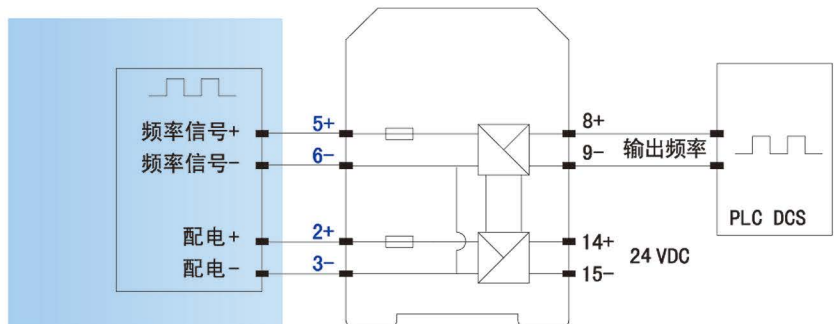 频率信号+
频率信号-
配电+
配电-
5+
6-
2+
3-
8+
9-
14+
15-
输出频率
24 VDC
PLC DCS